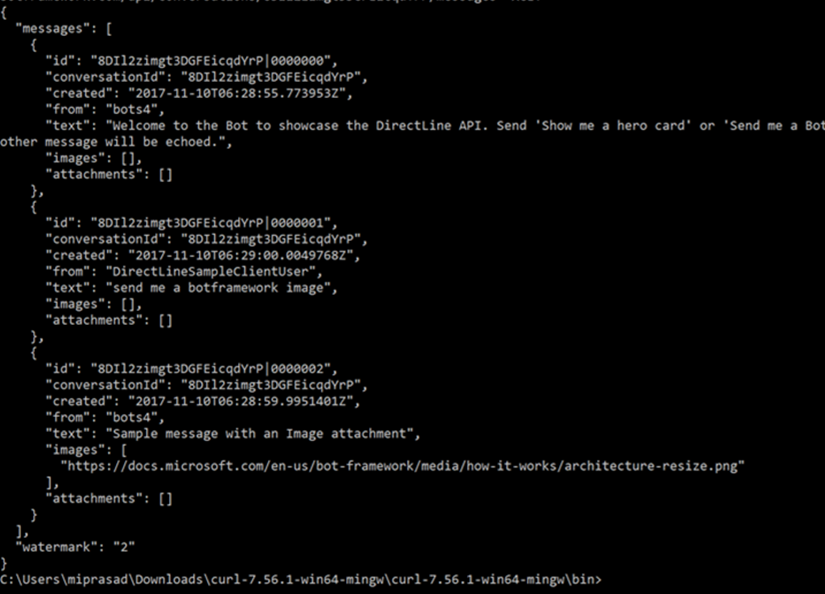 {
  "messages": [
    {
      "id": "8DIl2zimgt3DGFEicqdYrP|0000000",
      "conversationId": "8DIl2zimgt3DGFEicqdYrP",
      "created": "2017-11-10T06:28:55.773953Z",
      "from": "bots4",
      "text": "Welcome to the Bot to showcase the DirectLine API. Send 'Show me a hero card' or 'Send me a Bot
other message will be echoed.",
      "images": [],
      "attachments": []
    },
    {
      "id": "8DIl2zimgt3DGFEicqdYrP|0000001",
      "conversationId": "8DIl2zimgt3DGFEicqdYrP",
      "created": "2017-11-10T06:29:00.0049768Z",
      "from": "DirectLineSampleClientUser",
      "text": "send me a botframework image",
      "images": [],
      "attachments": []
    },
    {
      "id": "8DIl2zimgt3DGFEicqdYrP|0000002",
      "conversationId": "8DIl2zimgt3DGFEicqdYrP",
      "created": "2017-11-10T06:28:59.9951401Z",
      "from": "bots4",
      "text": "Sample message with an Image attachment",
      "images": [
        "https://docs.microsoft.com/en-us/bot-framework/media/how-it-works/architecture-resize.png"
      ],
      "attachments": []
    }
  ],
  "watermark": "2"
}
C:\Users\miprasad\Downloads\curl-7.56.1-win64-mingw\curl-7.56.1-win64-mingw\bin>